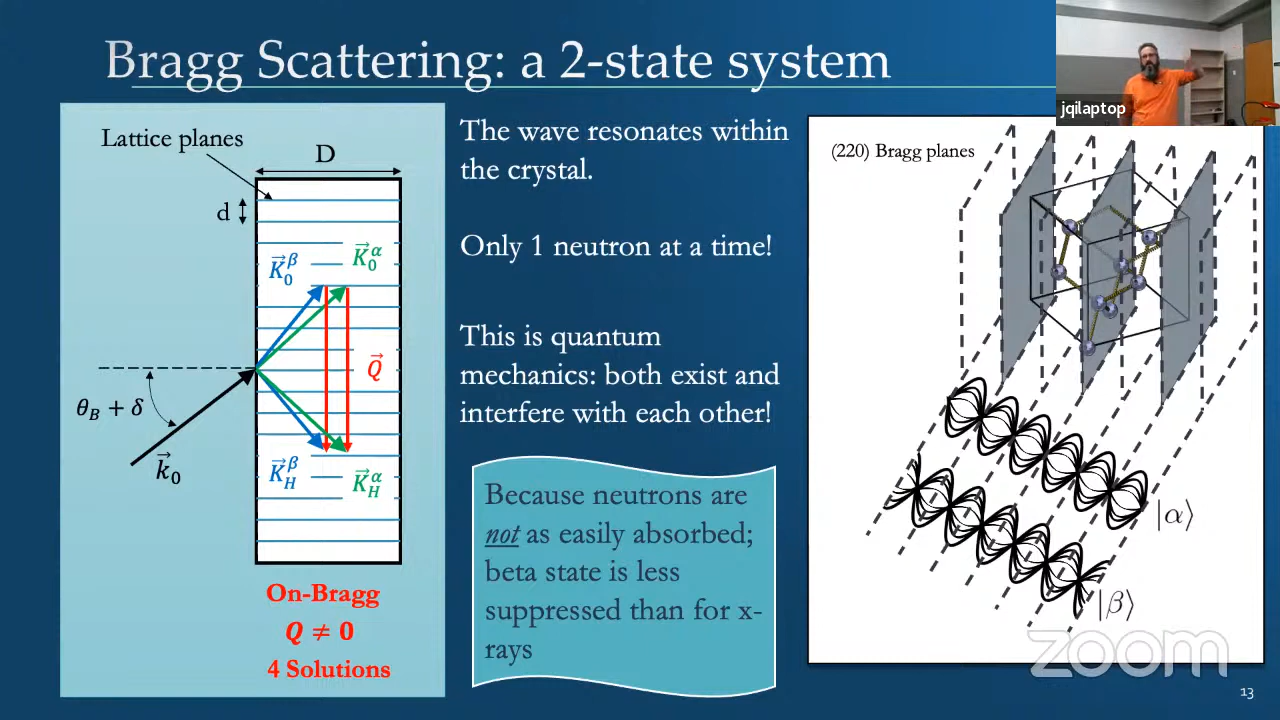 Bragg Scattering: a 2-state system
jqilaptop
Lattice planes
D
d
K⃗₀^β
K⃗₀^α
Q⃗
θ_B + δ
k⃗₀
K⃗_H^β
K⃗_H^α
On-Bragg
Q ≠ 0
4 Solutions
The wave resonates within
the crystal.
Only 1 neutron at a time!
This is quantum
mechanics: both exist and
interfere with each other!
Because neutrons are
not as easily absorbed;
beta state is less
suppressed than for x-
rays
(220) Bragg planes
|α⟩
|β⟩
zoom
13